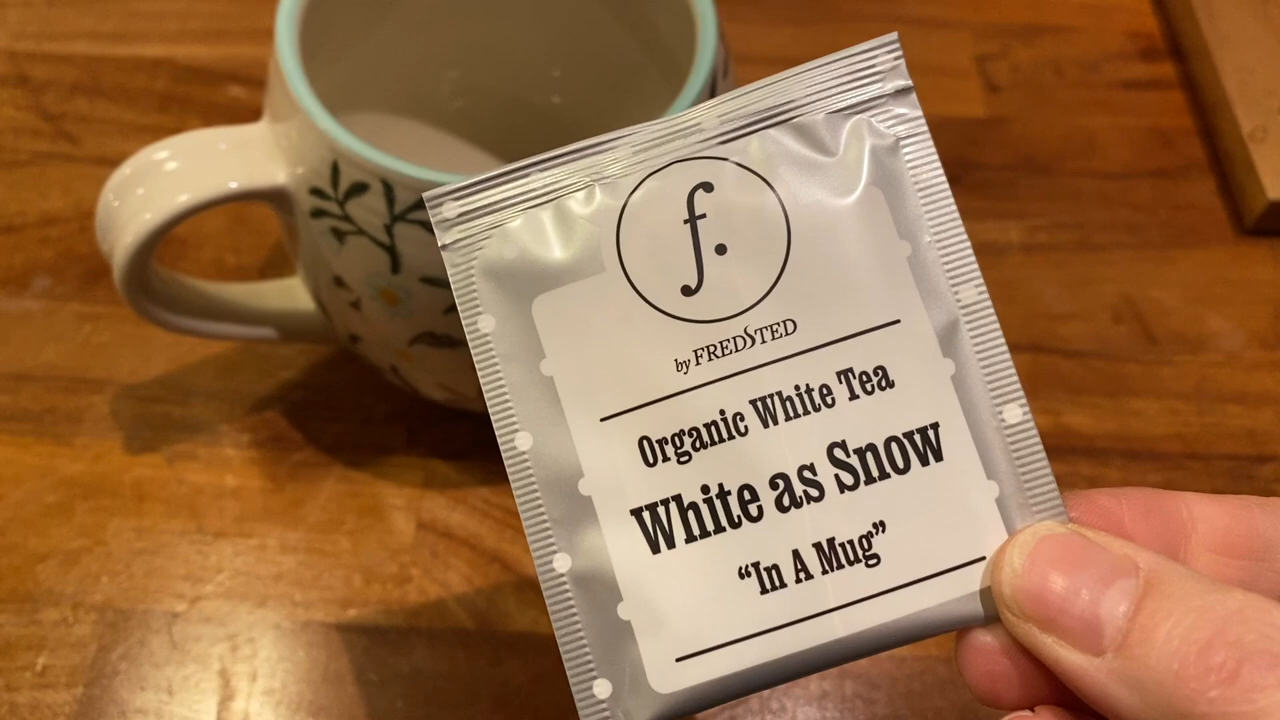 f.
by FREDSTED
Organic White Tea
White as Snow
“In A Mug”